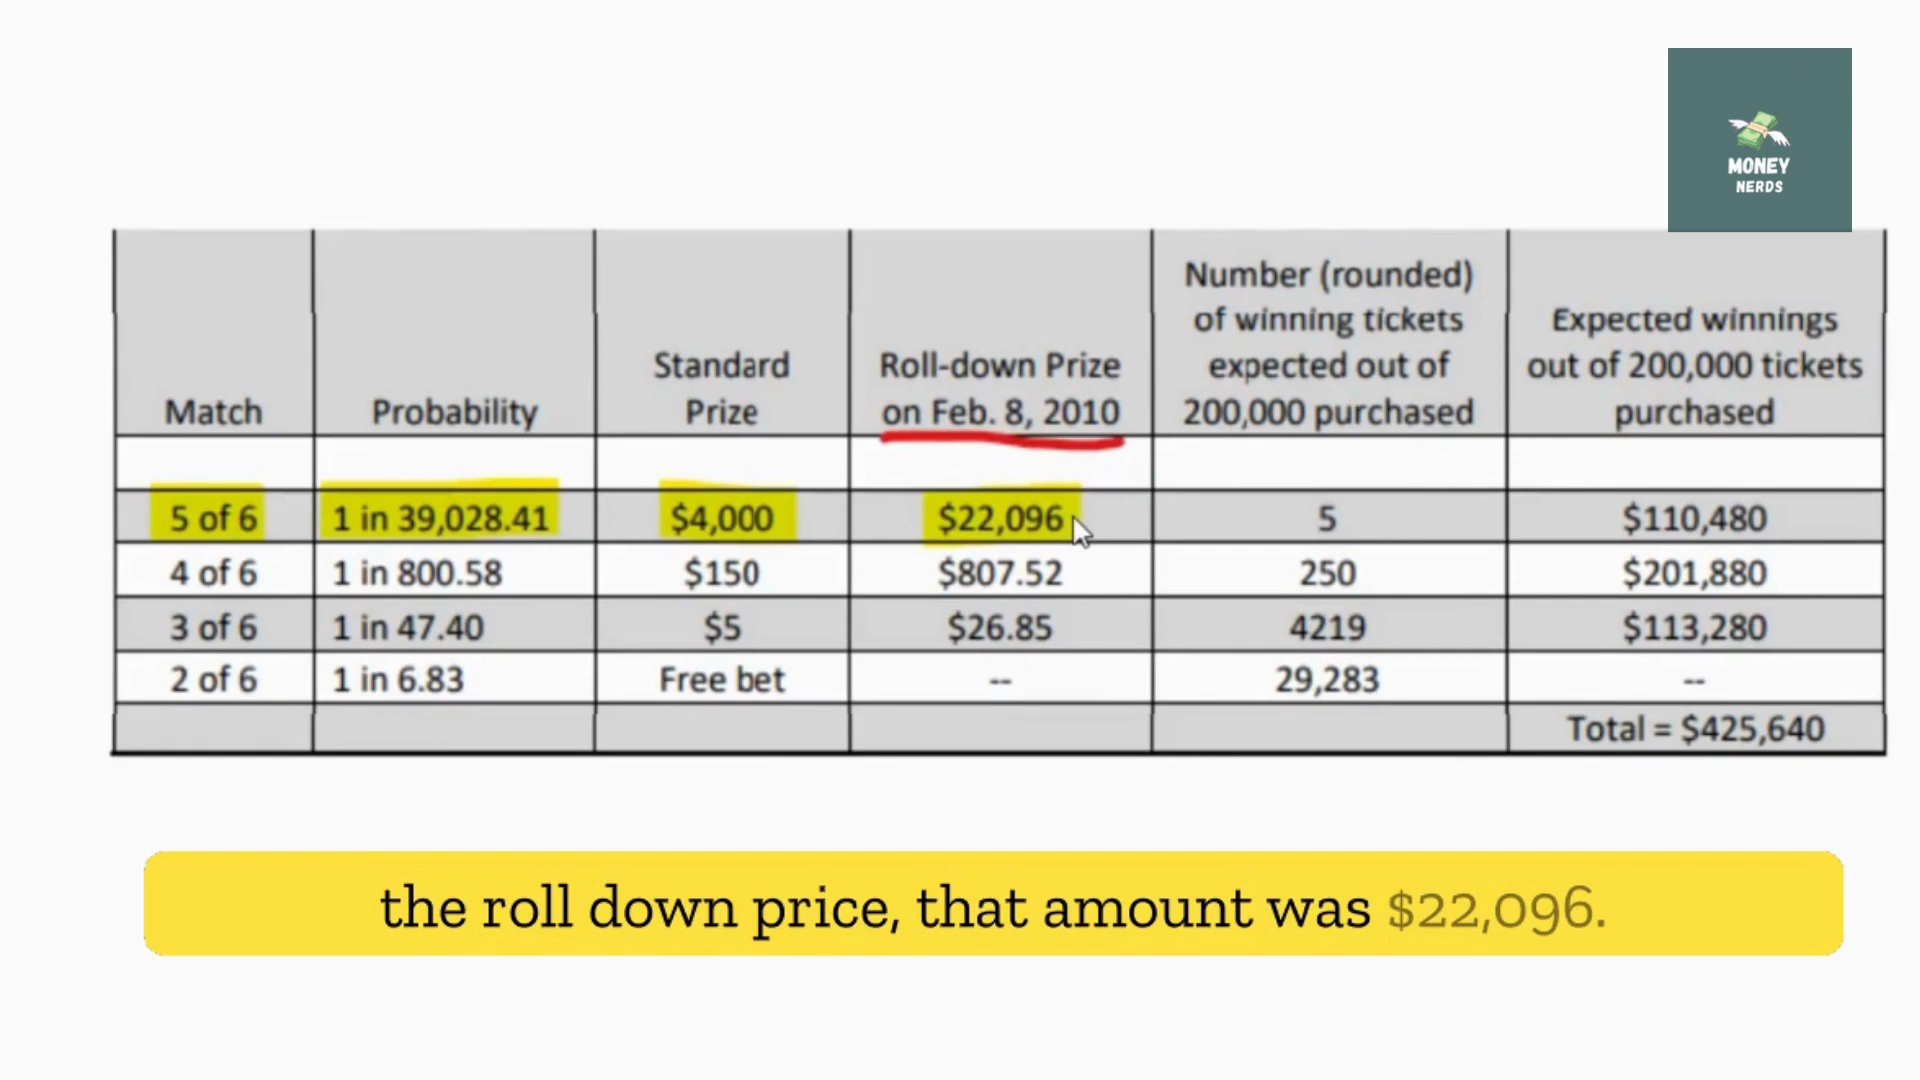 MONEY
NERDS
Match
Probability
Standard
Prize
Roll-down Prize
on Feb. 8, 2010
Number (rounded)
of winning tickets
expected out of
200,000 purchased
Expected winnings
out of 200,000 tickets
purchased
5 of 6 1 in 39,028.41 $4,000 $22,096 5 $110,480
4 of 6 1 in 800.58 $150 $807.52 250 $201,880
3 of 6 1 in 47.40 $5 $26.85 4219 $113,280
2 of 6 1 in 6.83 Free bet -- 29,283 --
Total = $425,640
the roll down price, that amount was $22,096.